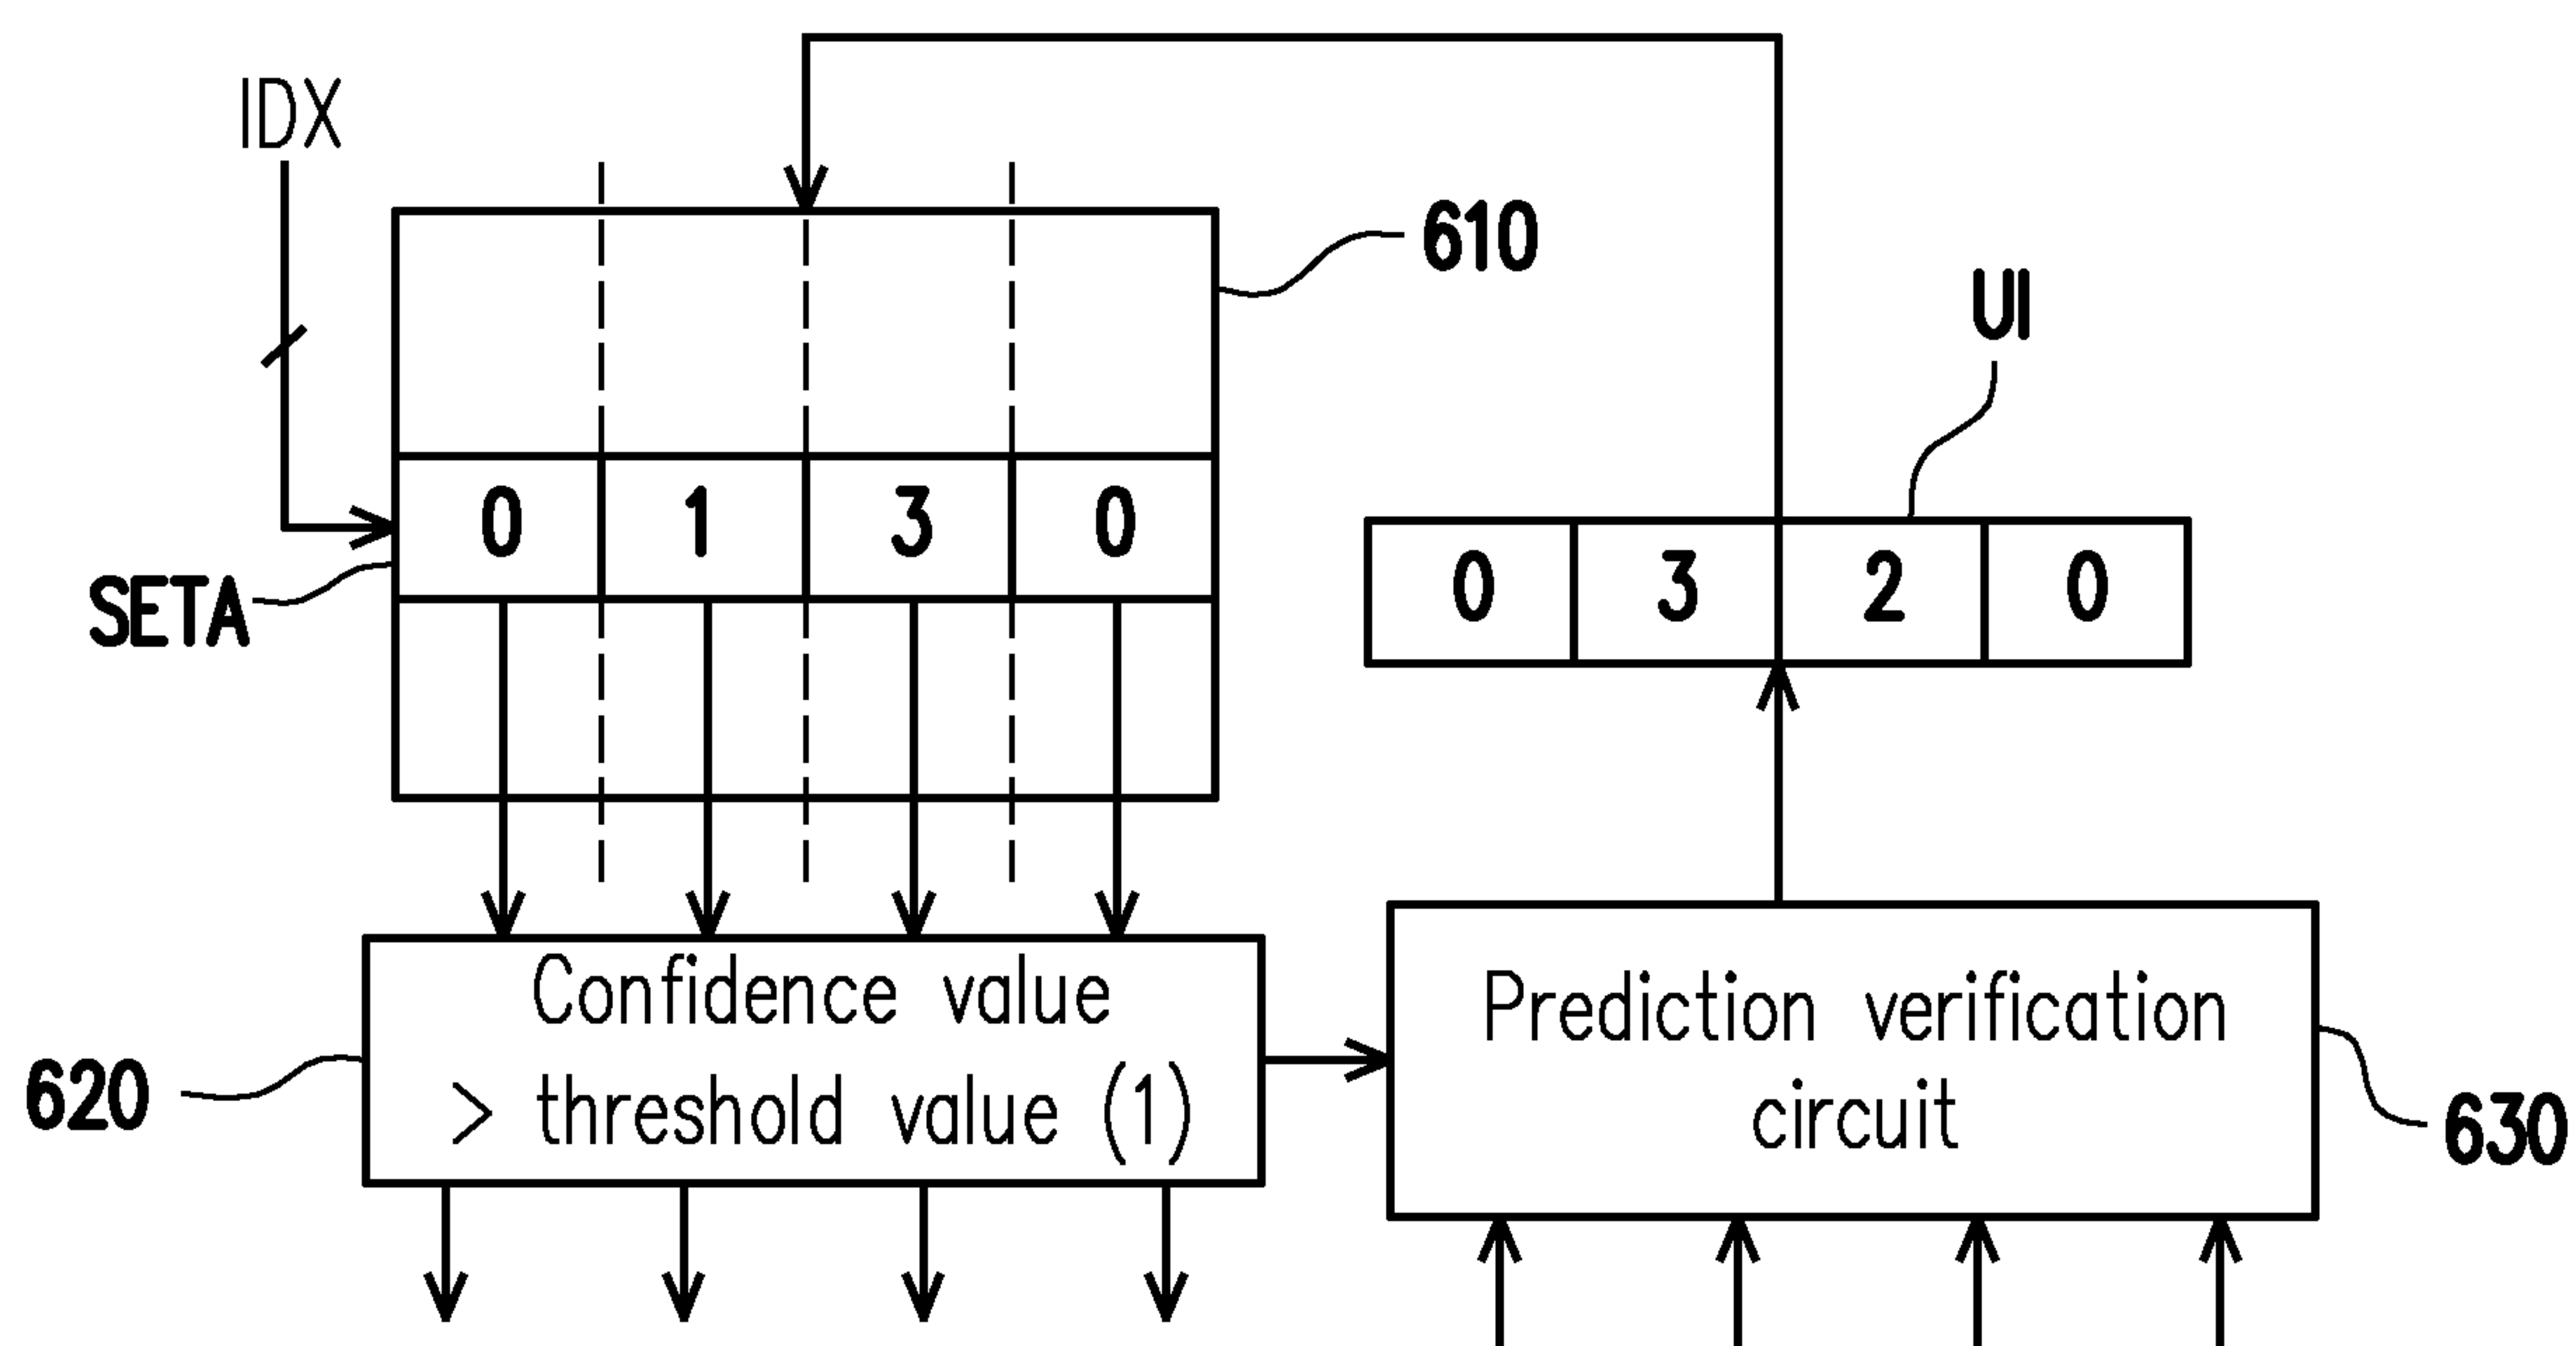 IDX
610
UI
0 1 3 0
SETA
0 3 2 0
Confidence value
> threshold value (1)
620
Prediction verification
circuit
630